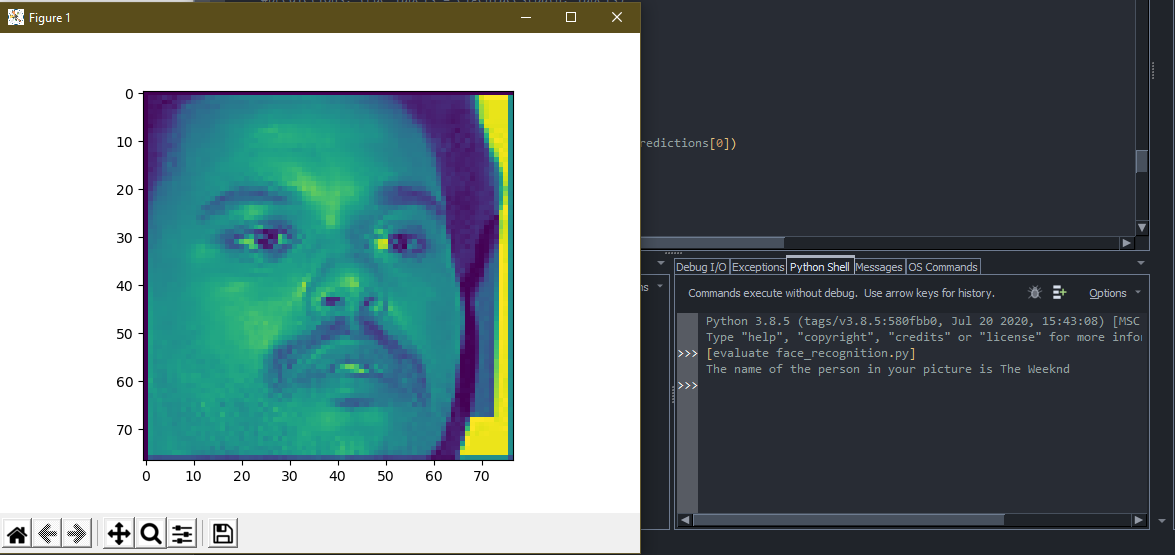 Figure 1
0
10
20
30
40
50
60
70
0 10 20 30 40 50 60 70
redictions[0])
Debug I/O Exceptions Python Shell Messages OS Commands
Commands execute without debug. Use arrow keys for history. Options
Python 3.8.5 (tags/v3.8.5:580fbb0, Jul 20 2020, 15:43:08) [MSC
Type "help", "copyright", "credits" or "license" for more infor
>>> [evaluate face_recognition.py]
The name of the person in your picture is The Weeknd
>>>